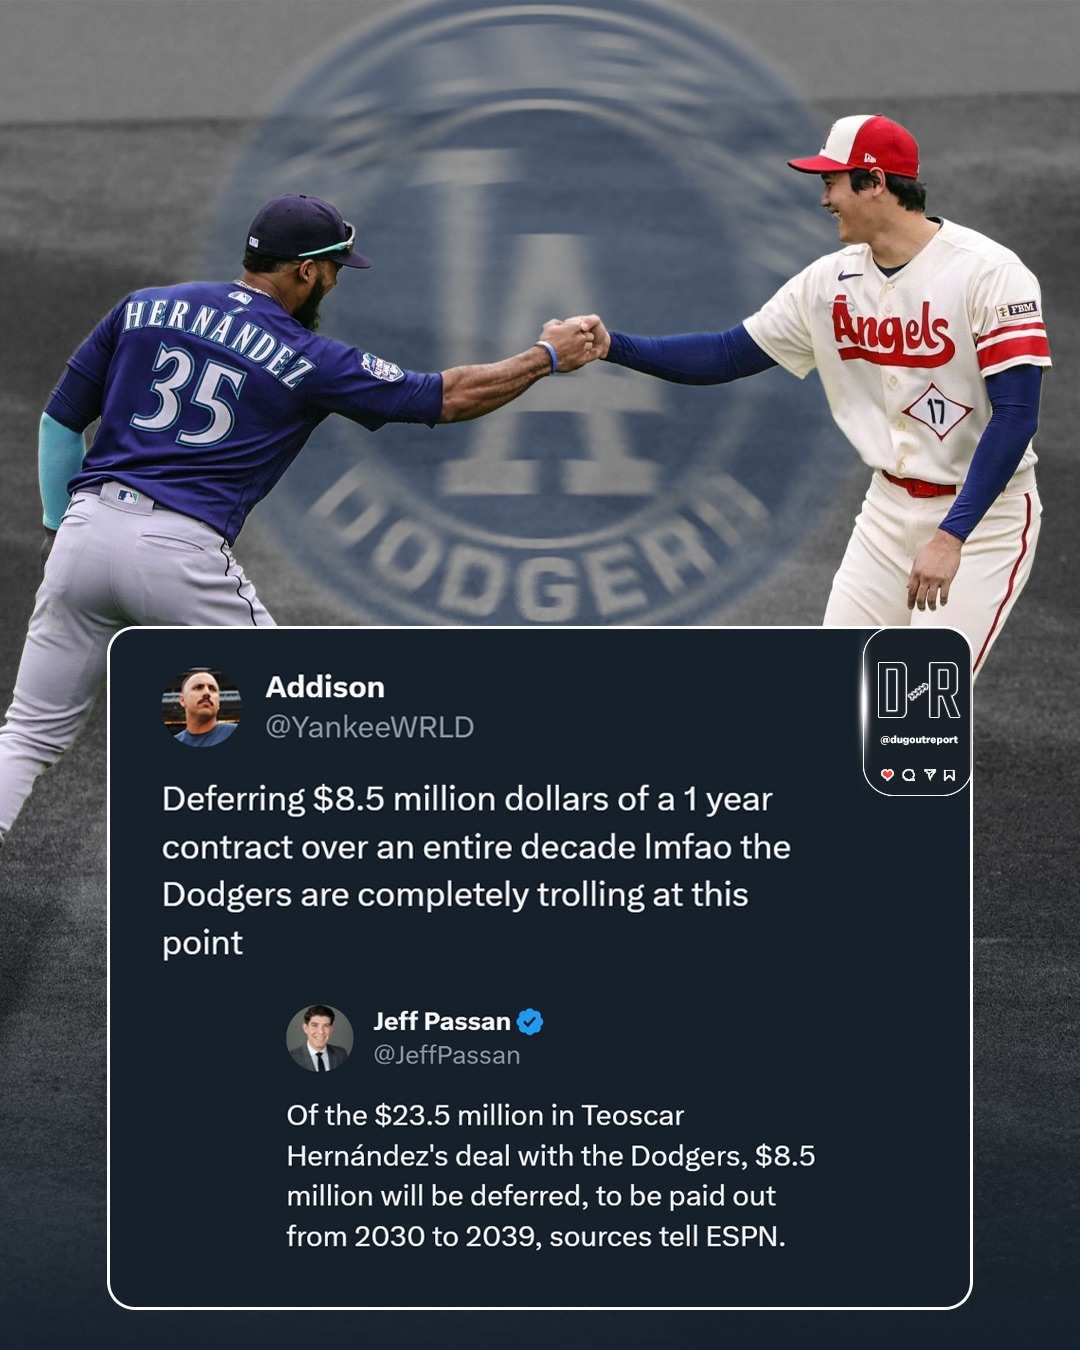 LA
DODGER
HERNÁNDEZ
35
Angels
FBM
17
D R
@dugoutreport
Addison
@YankeeWRLD
Deferring $8.5 million dollars of a 1 year
contract over an entire decade lmfao the
Dodgers are completely trolling at this
point
Jeff Passan
@JeffPassan
Of the $23.5 million in Teoscar
Hernández's deal with the Dodgers, $8.5
million will be deferred, to be paid out
from 2030 to 2039, sources tell ESPN.